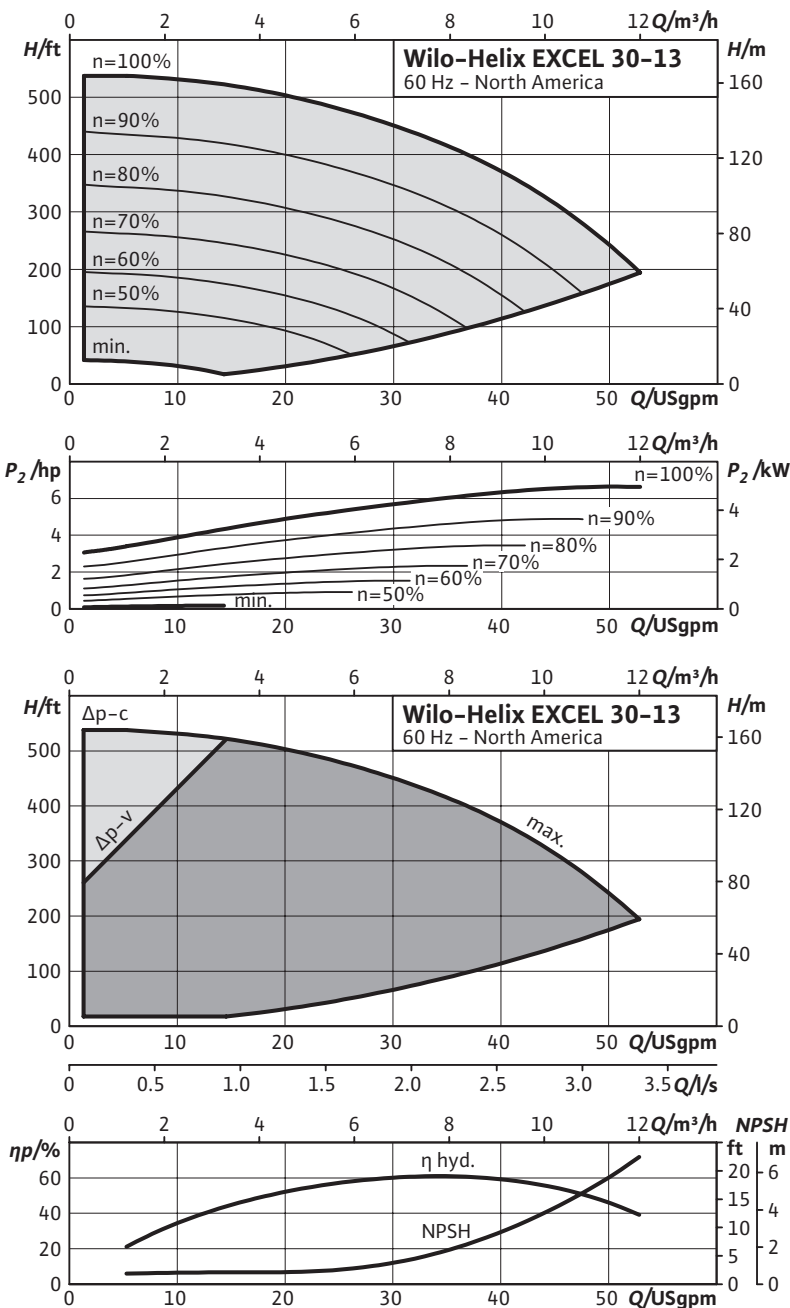 0 2 4 6 8 10 12 Q/m³/h
H/ft H/m
Wilo-Helix EXCEL 30-13
60 Hz – North America
n=100%
n=90%
n=80%
n=70%
n=60%
n=50%
min.
500
400
300
200
100
0
160
120
80
40
0
0 10 20 30 40 50 Q/USgpm
0 2 4 6 8 10 12 Q/m³/h
P₂ /hp P₂ /kW
n=100%
n=90%
n=80%
n=70%
n=60%
n=50%
min.
6
4
2
0
4
2
0
0 10 20 30 40 50 Q/USgpm
0 2 4 6 8 10 12 Q/m³/h
H/ft H/m
Δp-c
Wilo-Helix EXCEL 30-13
60 Hz – North America
Δp-v
max.
500
400
300
200
100
0
160
120
80
40
0
0 10 20 30 40 50 Q/USgpm
0 0.5 1.0 1.5 2.0 2.5 3.0 3.5 Q/l/s
0 2 4 6 8 10 12 Q/m³/h NPSH
ηp/% ft m
η hyd.
NPSH
60
40
20
0
20
15
10
5
0
6
4
2
0
0 10 20 30 40 50 Q/USgpm